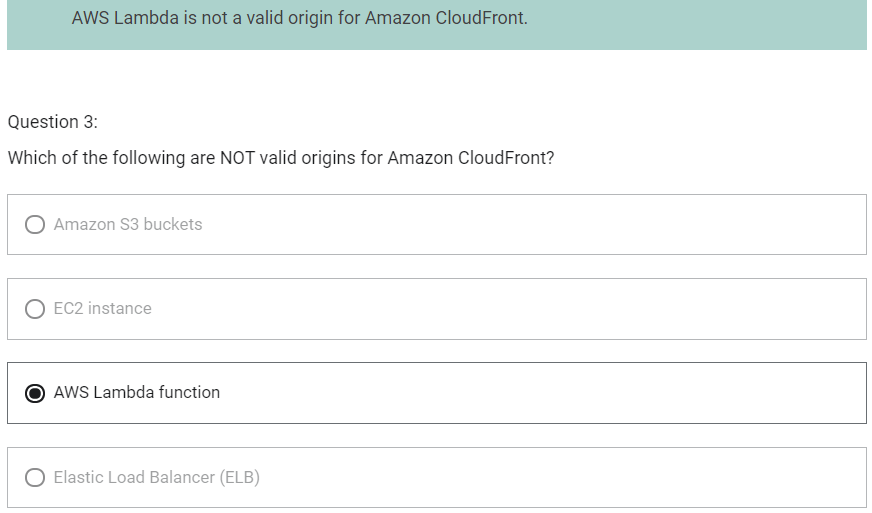 AWS Lambda is not a valid origin for Amazon CloudFront.
Question 3:
Which of the following are NOT valid origins for Amazon CloudFront?
Amazon S3 buckets
EC2 instance
AWS Lambda function
Elastic Load Balancer (ELB)